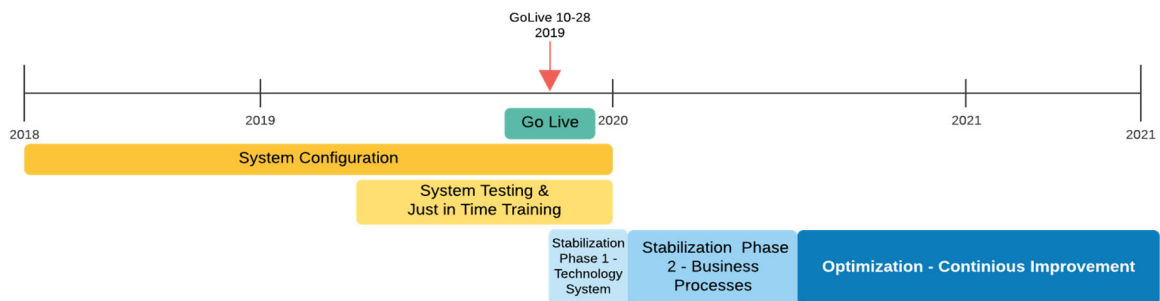 GoLive 10-28
2019
2018
2019
2020
2021
2021
Go Live
System Configuration
System Testing &
Just in Time Training
Stabilization
Phase 1 -
Technology
System
Stabilization Phase
2 - Business
Processes
Optimization - Continious Improvement